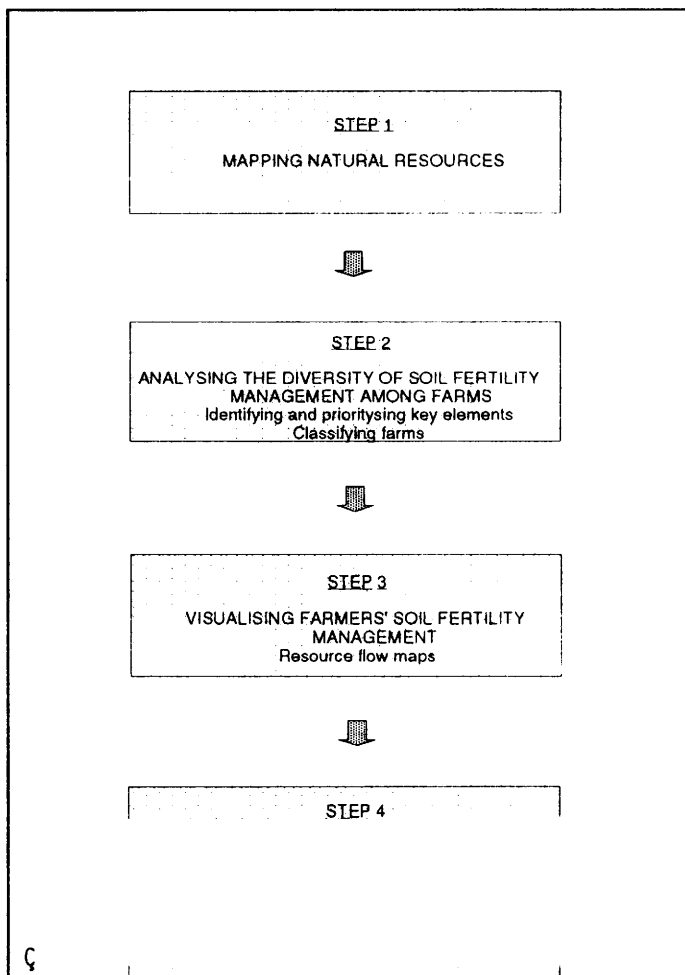 STEP 1
MAPPING NATURAL RESOURCES
STEP 2
ANALYSING THE DIVERSITY OF SOIL FERTILITY
MANAGEMENT AMONG FARMS
Identifying and prioritysing key elements
Classifying farms
STEP 3
VISUALISING FARMERS' SOIL FERTILITY
MANAGEMENT
Resource flow maps
STEP 4
Ç